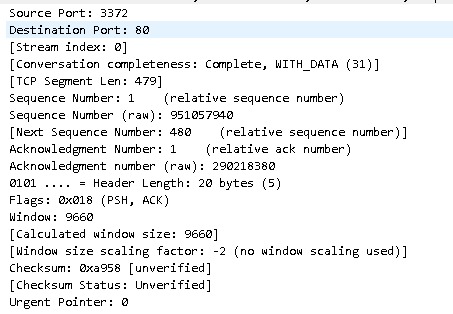 Source Port: 3372
Destination Port: 80
[Stream index: 0]
[Conversation completeness: Complete, WITH_DATA (31)]
[TCP Segment Len: 479]
Sequence Number: 1    (relative sequence number)
Sequence Number (raw): 951057940
[Next Sequence Number: 480    (relative sequence number)]
Acknowledgment Number: 1    (relative ack number)
Acknowledgment number (raw): 290218380
0101 .... = Header Length: 20 bytes (5)
Flags: 0x018 (PSH, ACK)
Window: 9660
[Calculated window size: 9660]
[Window size scaling factor: -2 (no window scaling used)]
Checksum: 0xa958 [unverified]
[Checksum Status: Unverified]
Urgent Pointer: 0